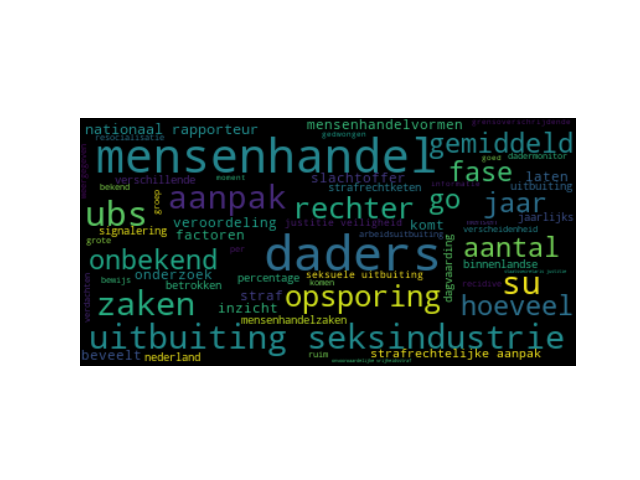 nationaal rapporteur
mensenhandelvormen
gedwongen
resocialisatie
mensenhandel
gemiddeld
goed
dadermonitor
verschillende
moment
slachtoffer
fase
laten
bekend
aanpak
strafrechtketen
informatie
uitbuiting
groep
ubs
rechter
go
jaar
jaarlijks
veroordeling
justitie veiligheid
komt
signalering
factoren
arbeidsuitbuiting
verscheidenheid
grote
per
daders
dagvaarding
aantal
onbekend
binnenlandse
onderzoek
seksuele uitbuiting
verdachten
bewijs
betrokken
percentage
komen
recidive
su
zaken
straf
opsporing
hoeveel
inzicht
mensenhandelzaken
uitbuiting seksindustrie
beveelt
nederland
ruim
strafrechtelijke aanpak